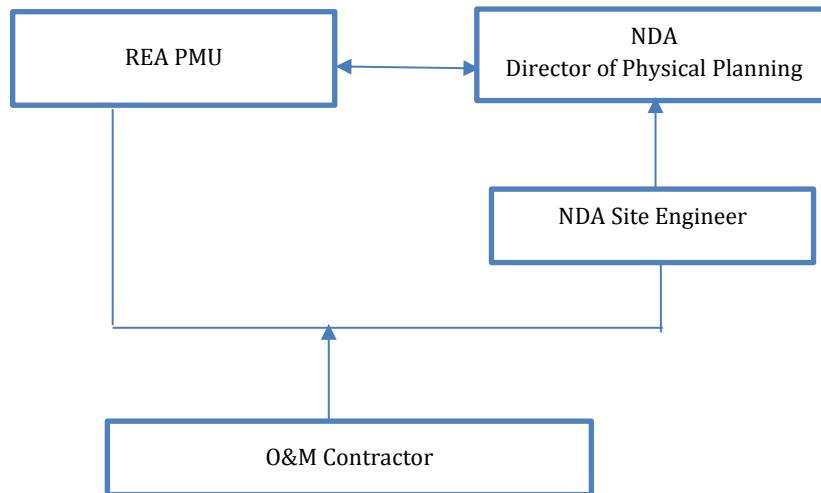 REA PMU
NDA
Director of Physical Planning
NDA Site Engineer
O&M Contractor